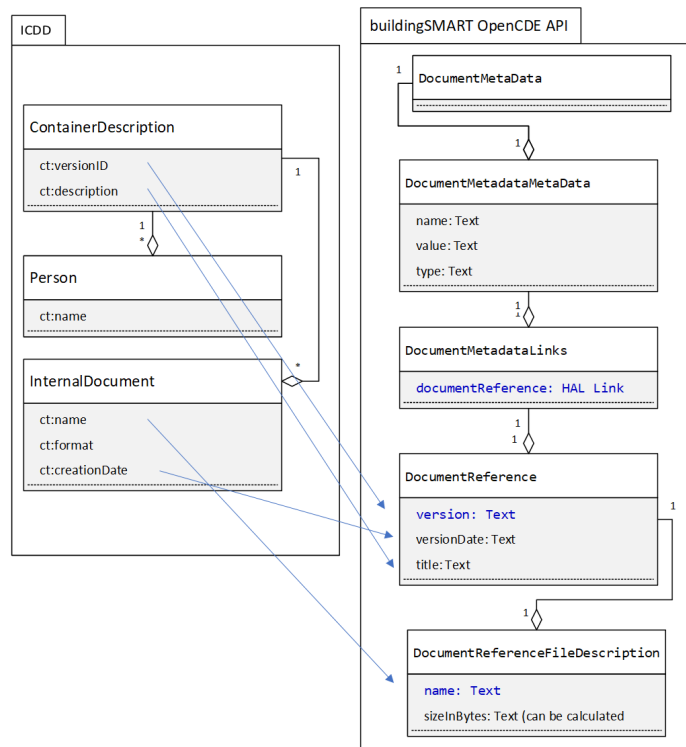 ICDD
ContainerDescription
ct:versionID
ct:description
1
1
*
Person
ct:name
*
InternalDocument
ct:name
ct:format
ct:creationDate
buildingSMART OpenCDE API
1
DocumentMetaData
1
DocumentMetadataMetaData
name: Text
value: Text
type: Text
1
1
DocumentMetadataLinks
documentReference: HAL Link
1
1
DocumentReference
version: Text
versionDate: Text
title: Text
1
1
DocumentReferenceFileDescription
name: Text
sizeInBytes: Text (can be calculated